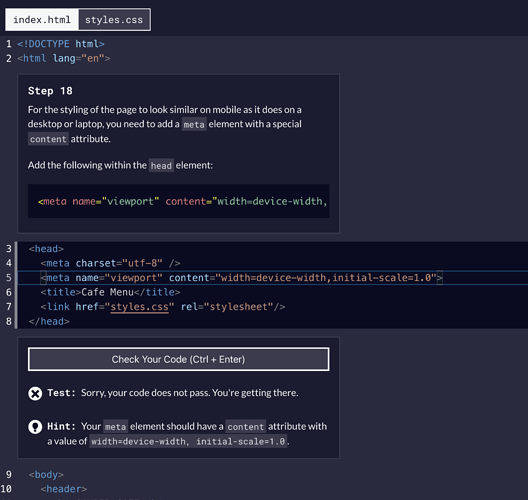 index.html styles.css
1 <!DOCTYPE html>
2 <html lang="en">
Step 18
For the styling of the page to look similar on mobile as it does on a
desktop or laptop, you need to add a meta element with a special
content attribute.
Add the following within the head element:
<meta name="viewport" content="width=device-width,
3 <head>
4 <meta charset="utf-8" />
5 <meta name="viewport" content="width=device-width,initial-scale=1.0">
6 <title>Cafe Menu</title>
7 <link href="styles.css" rel="stylesheet"/>
8 </head>
Check Your Code (Ctrl + Enter)
Test: Sorry, your code does not pass. You're getting there.
Hint: Your meta element should have a content attribute with
a value of width=device-width, initial-scale=1.0.
9 <body>
10 <header>